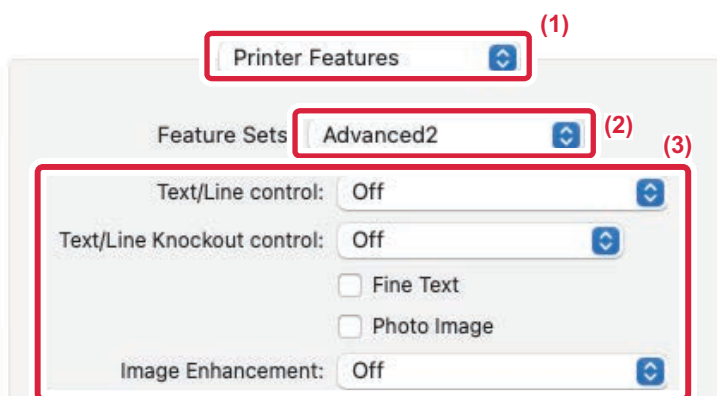 (1)
Printer Features
Feature Sets Advanced2 (2)
(3)
Text/Line control: Off
Text/Line Knockout control: Off
Fine Text
Photo Image
Image Enhancement: Off